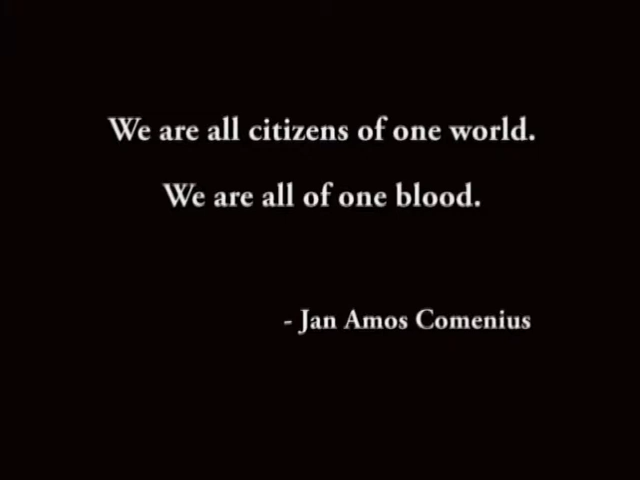 We are all citizens of one world.
We are all of one blood.
- Jan Amos Comenius